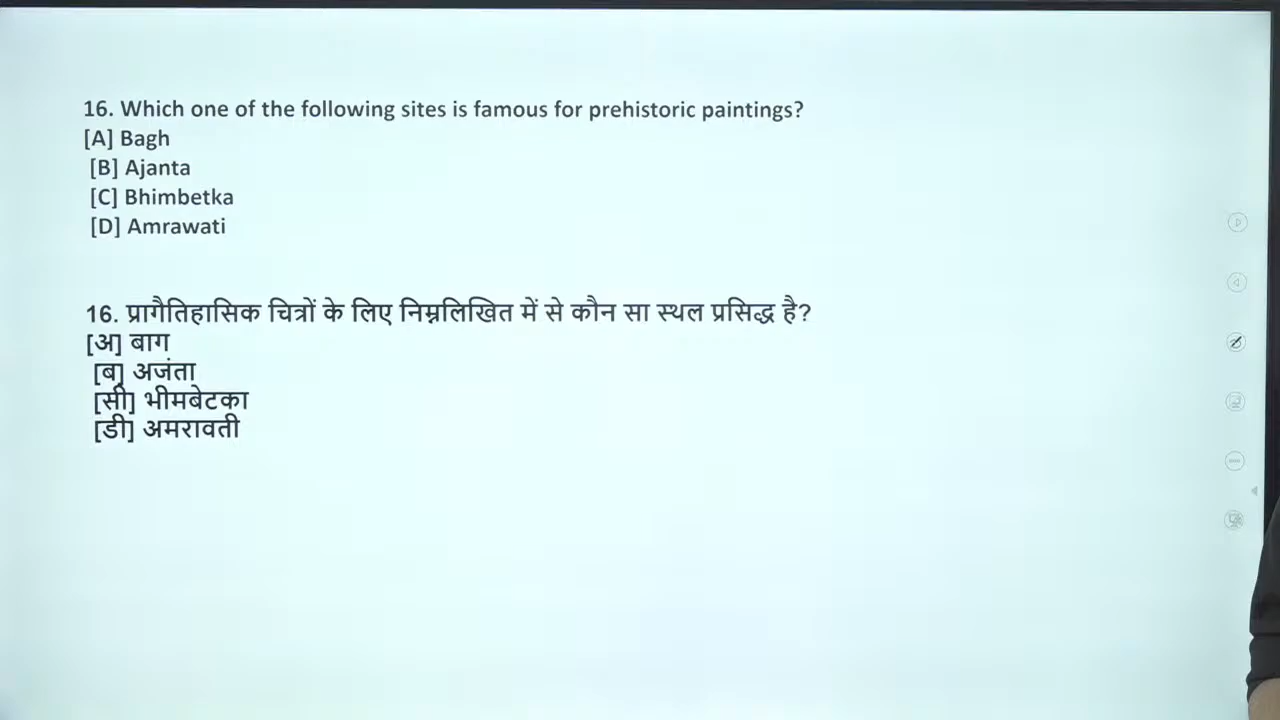 16. Which one of the following sites is famous for prehistoric paintings?
[A] Bagh
[B] Ajanta
[C] Bhimbetka
[D] Amrawati
16. प्रागैतिहासिक चित्रों के लिए निम्नलिखित में से कौन सा स्थल प्रसिद्ध है?
[अ] बाग
[ब] अजंता
[सी] भीमबेटका
[डी] अमरावती